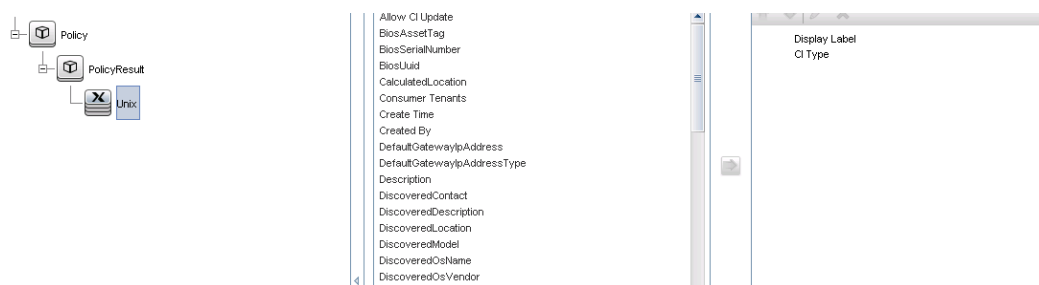 Policy
PolicyResult
Unix
Allow CI Update
BiosAssetTag
BiosSerialNumber
BiosUuid
CalculatedLocation
Consumer Tenants
Create Time
Created By
DefaultGatewayIpAddress
DefaultGatewayIpAddressType
Description
DiscoveredContact
DiscoveredDescription
DiscoveredLocation
DiscoveredModel
DiscoveredOsName
DiscoveredOsVendor
Display Label
CI Type